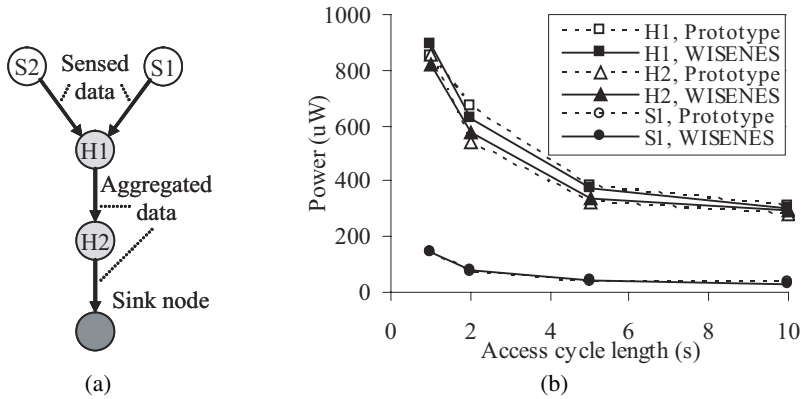 S2
Sensed
data
S1
H1
Aggregated
data
H2
Sink node
(a)
Power (uW)
1000
800
600
400
200
0
0
2
4
6
8
10
Access cycle length (s)
H1, Prototype
H1, WISENES
H2, Prototype
H2, WISENES
S1, Prototype
S1, WISENES
(b)